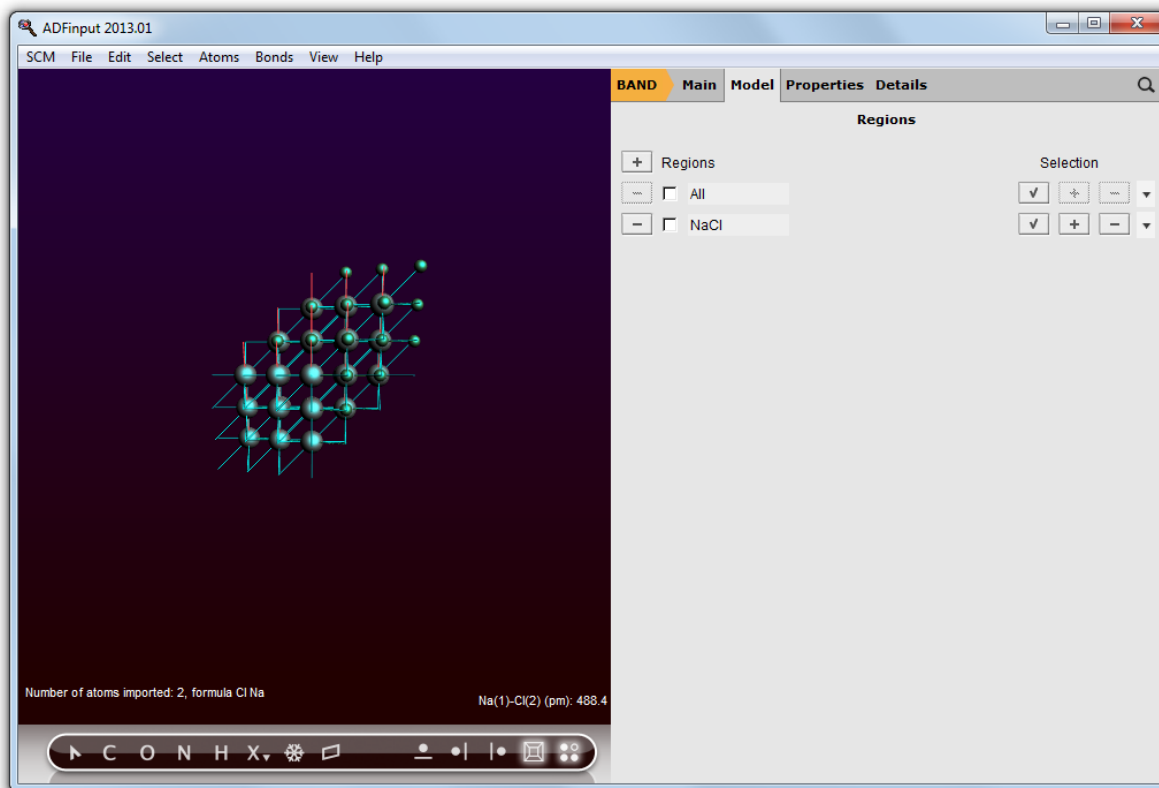 ADFinput 2013.01
SCM File Edit Select Atoms Bonds View Help
BAND Main Model Properties Details
Regions
Regions Selection
All
NaCl
Number of atoms imported: 2, formula Cl Na
Na(1)-Cl(2) (pm): 488.4
C O N H X